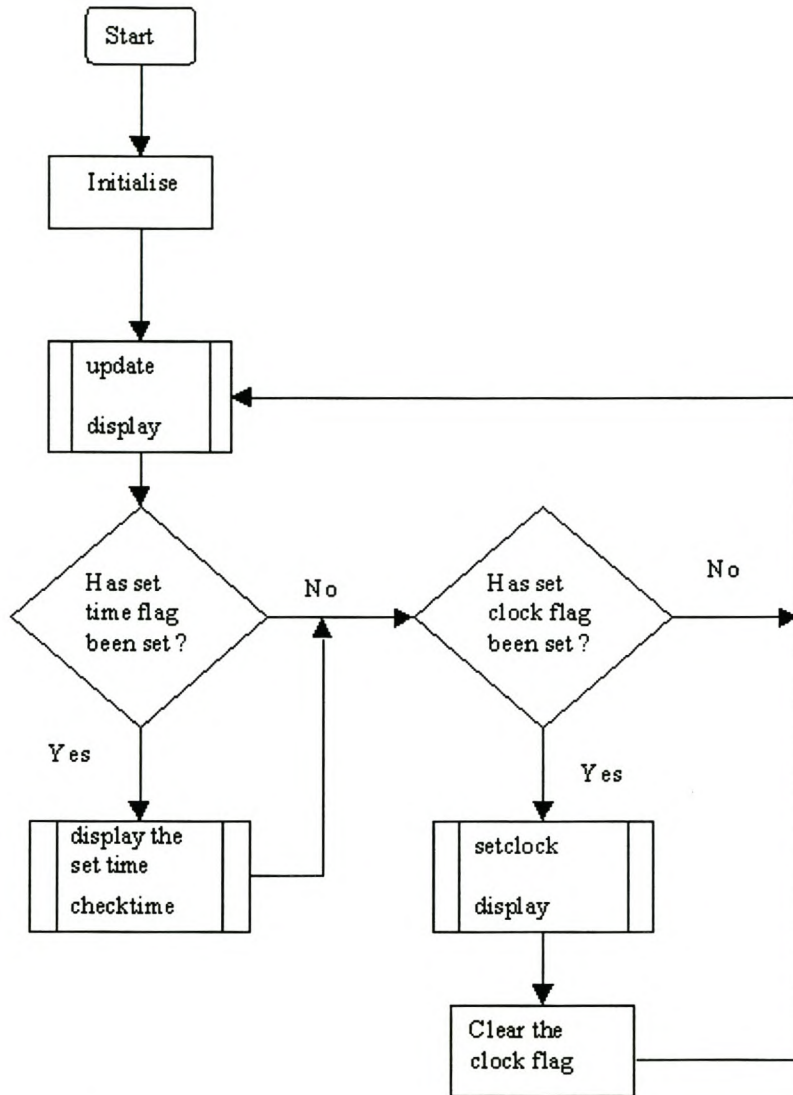 Start
Initialise
update
display
Has set
time flag
been set ?
No
Yes
display the
set time
checktime
Has set
clock flag
been set ?
No
Yes
setclock
display
Clear the
clock flag